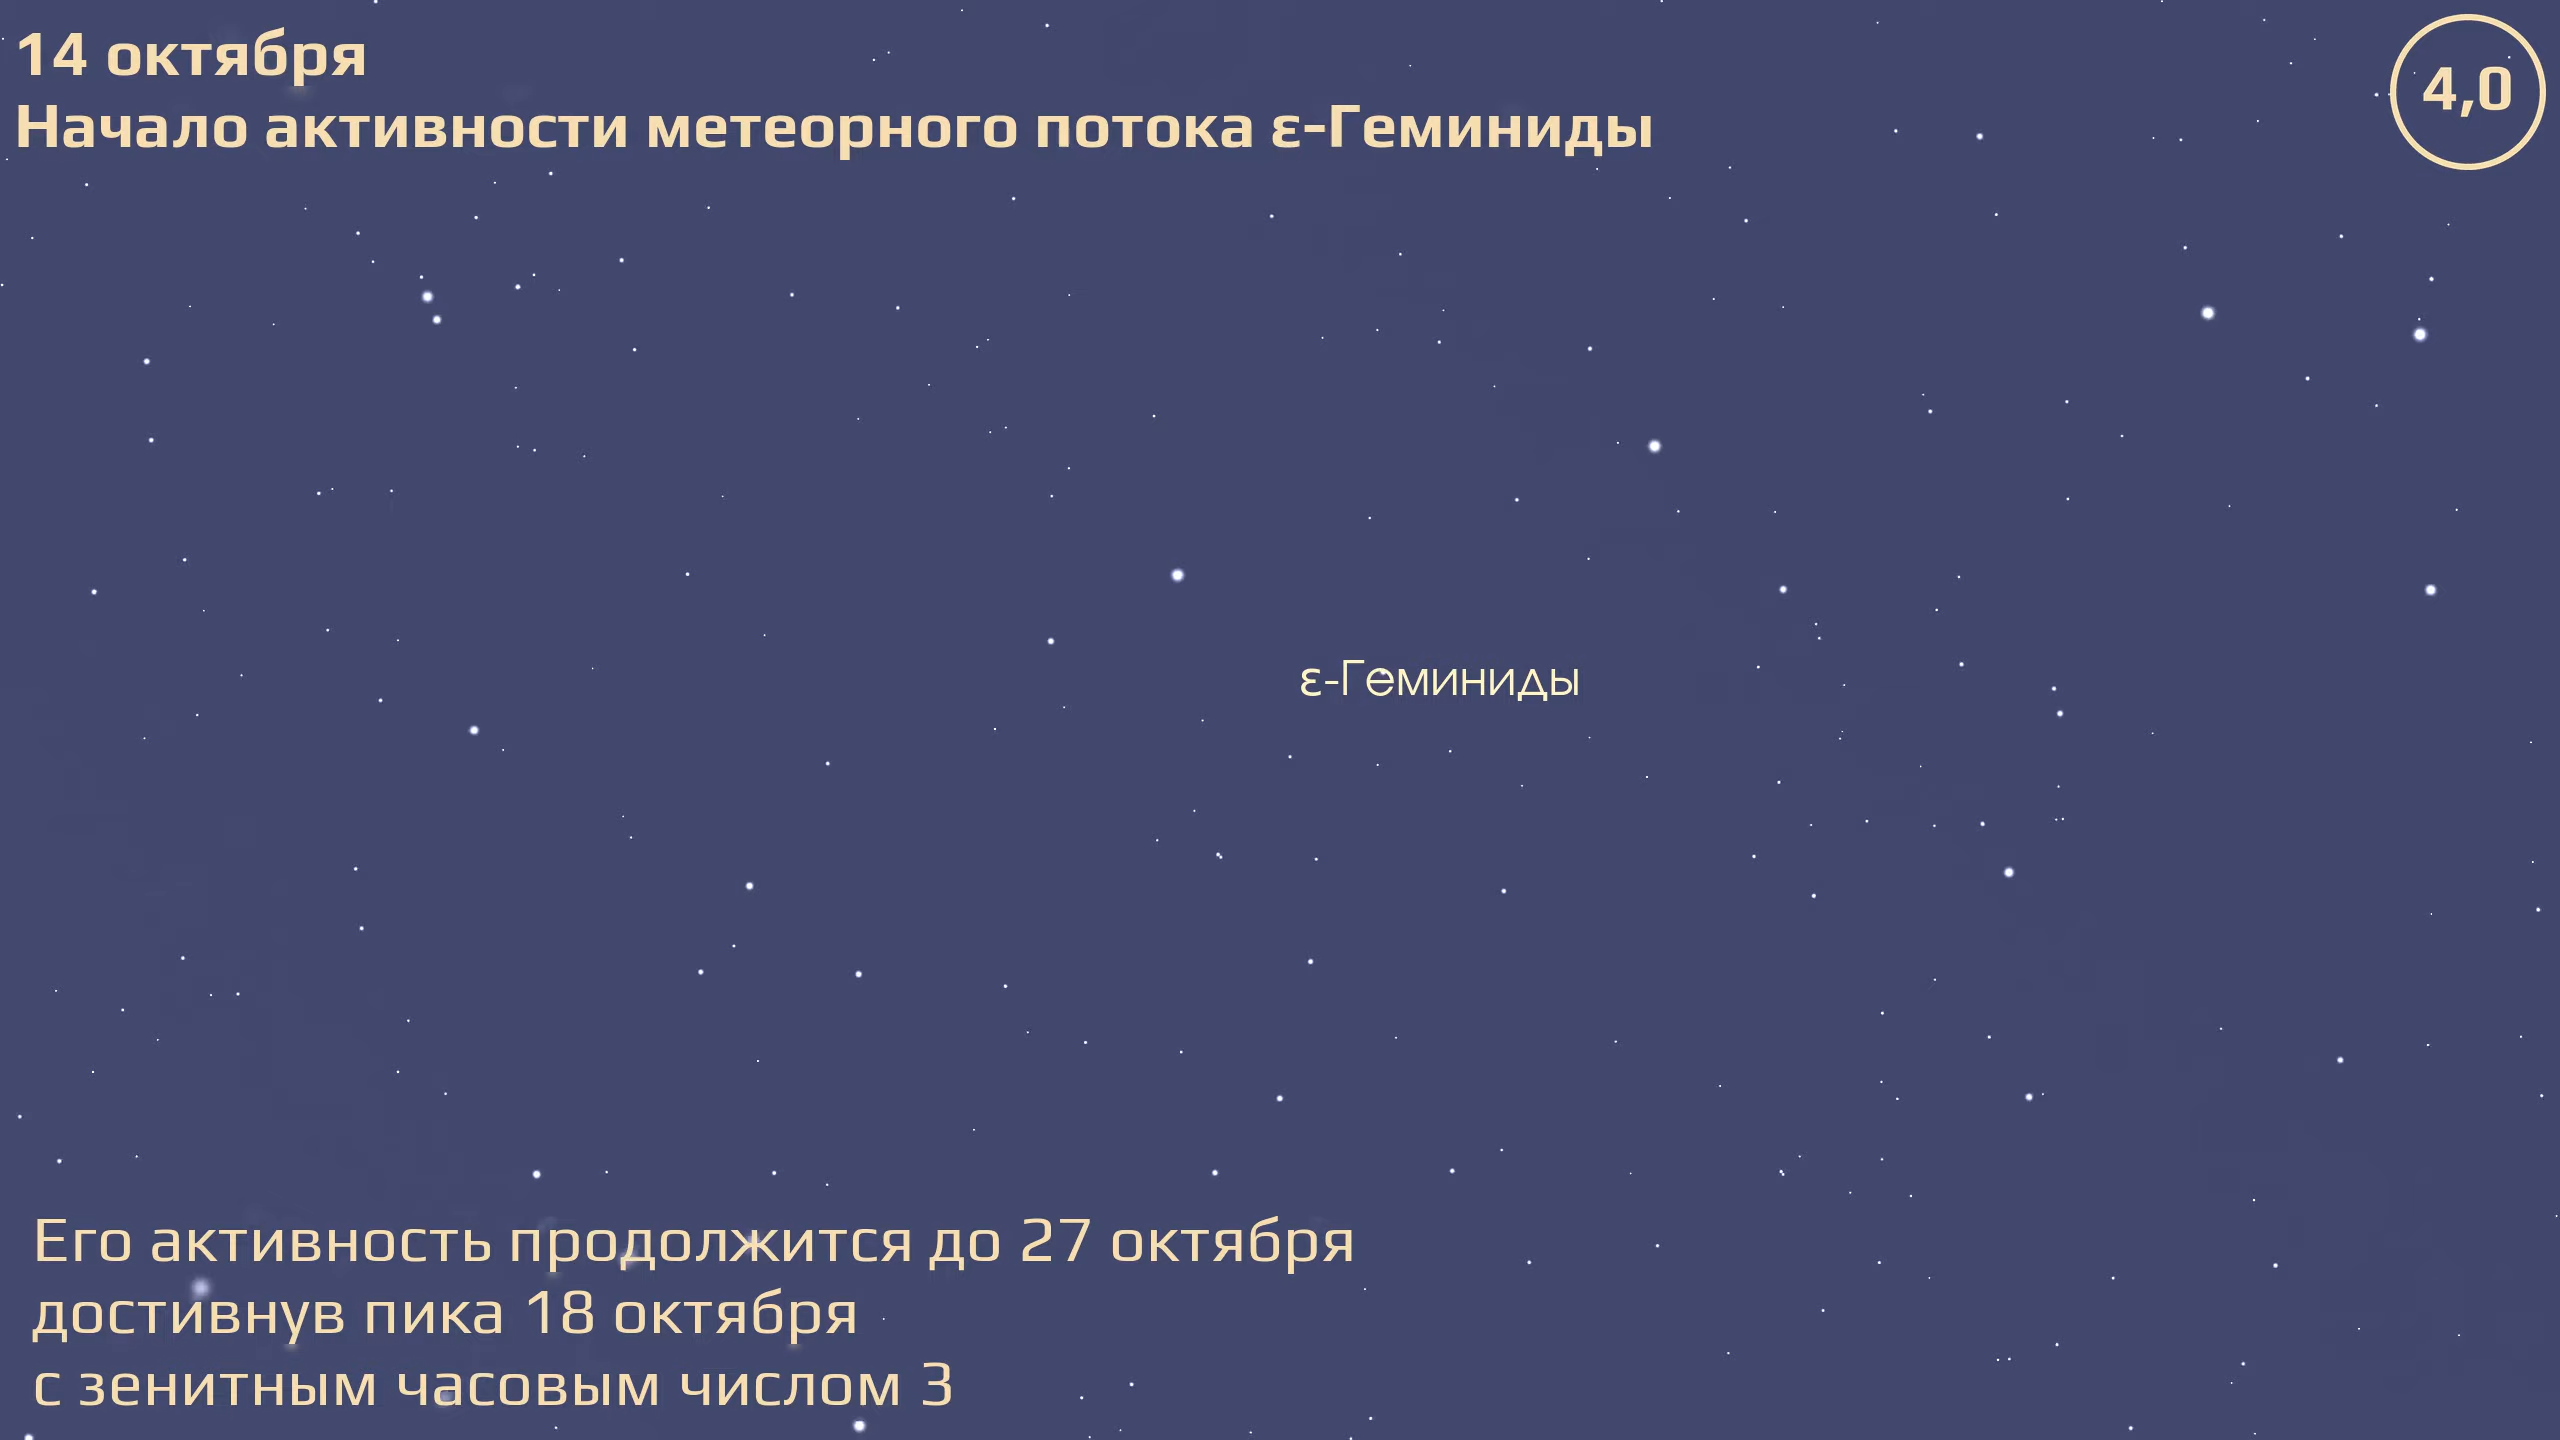 14 октября
Начало активности метеорного потока ε-Геминиды
4,0
ε-Геминиды
Его активность продолжится до 27 октября
достивнув пика 18 октября
с зенитным часовым числом 3